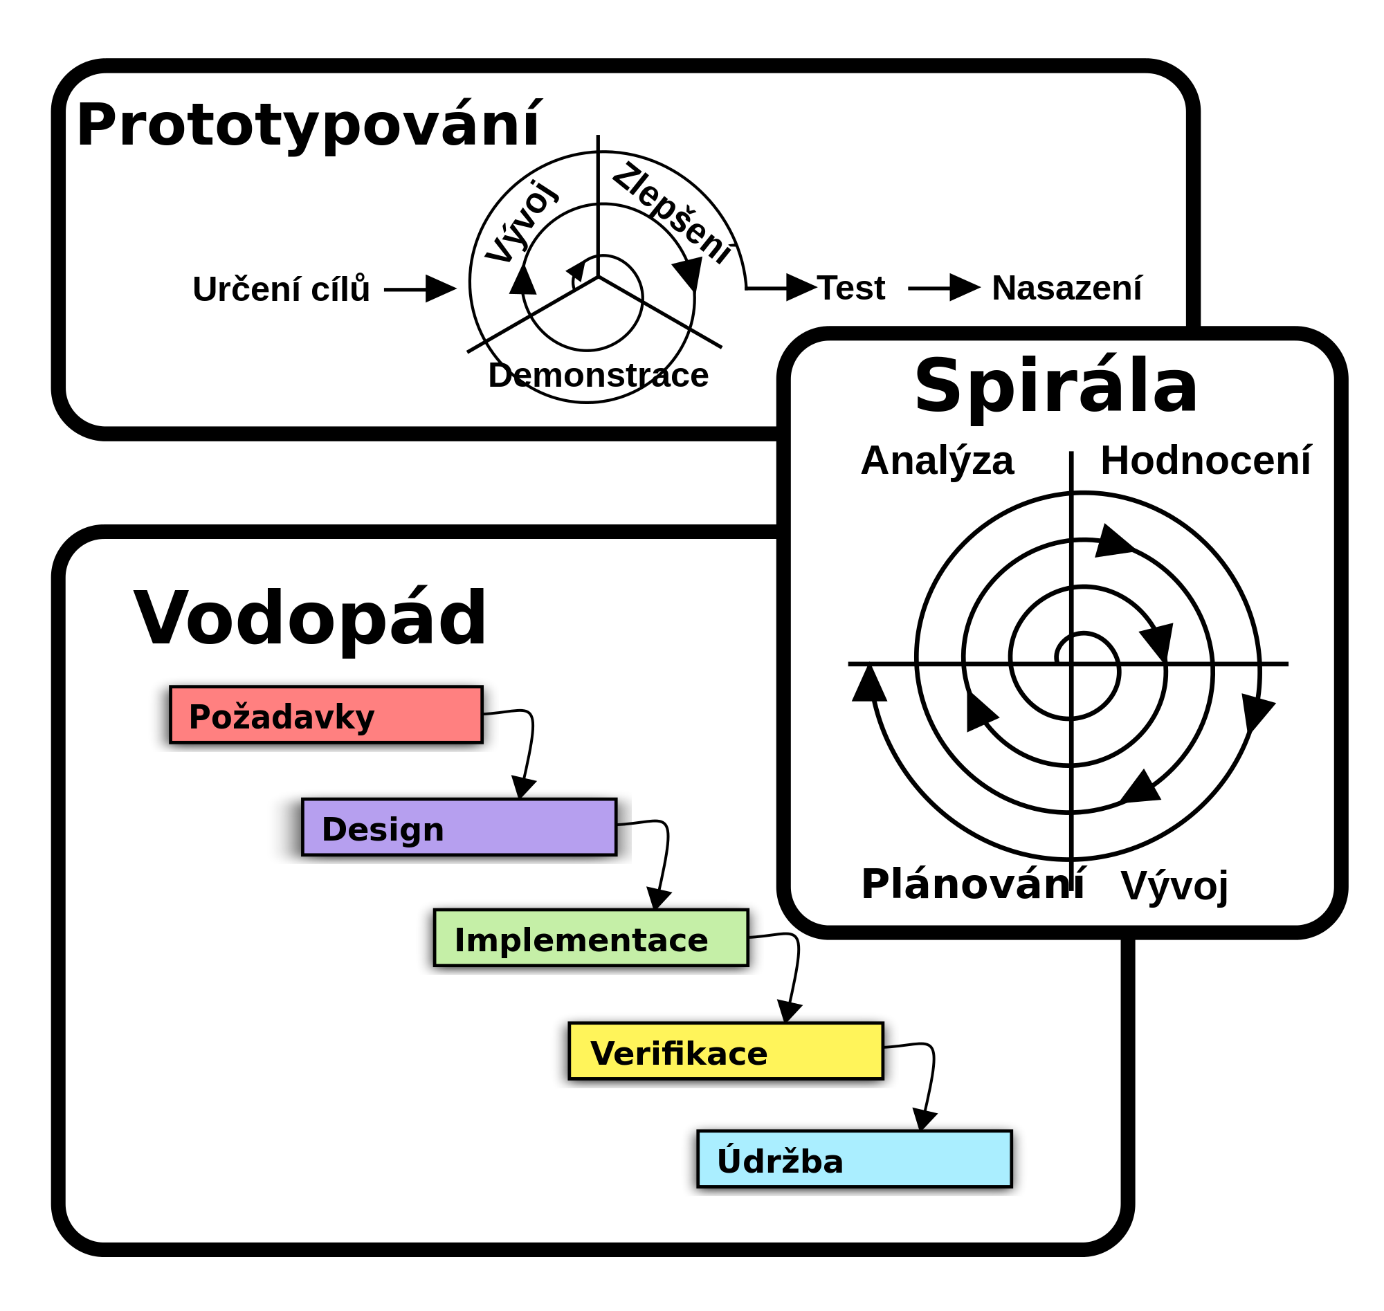 Prototypování
Vývoj
Zlepšení
Určení cílů
Test
Nasazení
Demonstrace
Spirála
Analýza
Hodnocení
Plánování
Vývoj
Vodopád
Požadavky
Design
Implementace
Verifikace
Údržba